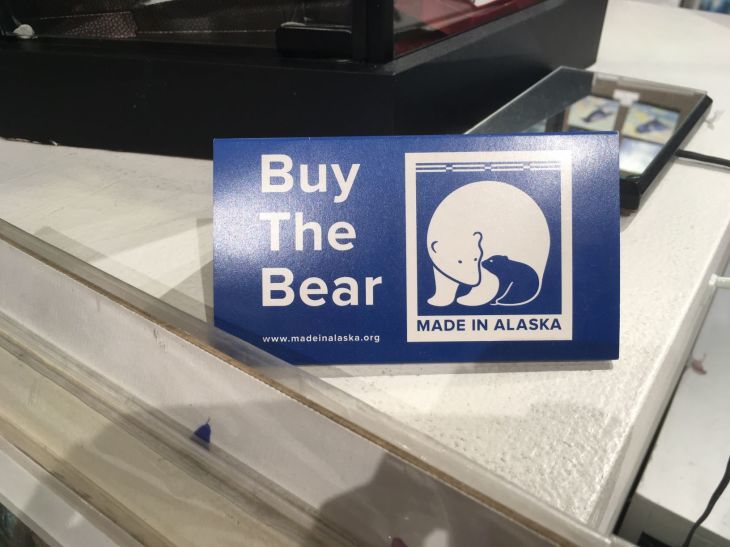 Buy
The
Bear
www.madeinalaska.org
MADE IN ALASKA